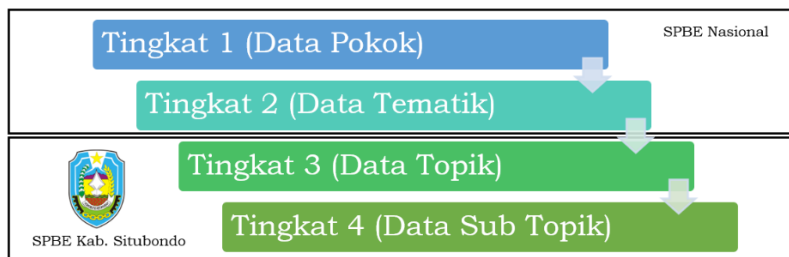 Tingkat 1 (Data Pokok)
SPBE Nasional
Tingkat 2 (Data Tematik)
Tingkat 3 (Data Topik)
Tingkat 4 (Data Sub Topik)
SPBE Kab. Situbondo